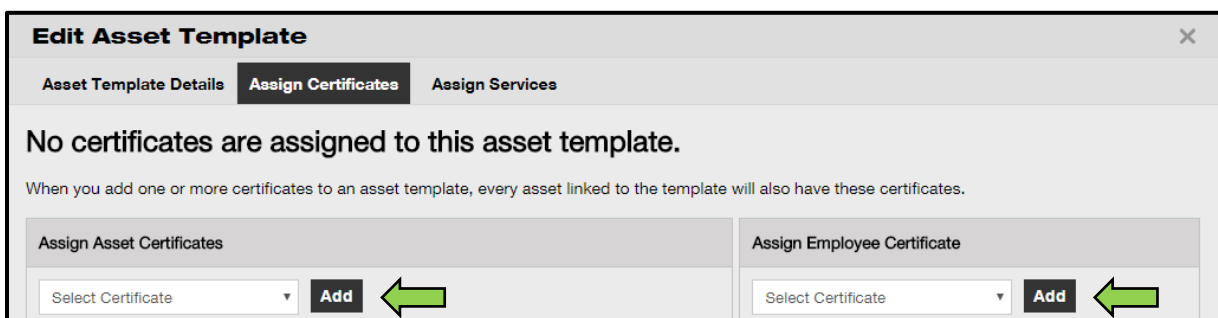 Edit Asset Template
Asset Template Details Assign Certificates Assign Services
No certificates are assigned to this asset template.
When you add one or more certificates to an asset template, every asset linked to the template will also have these certificates.
Assign Asset Certificates
Select Certificate Add
Assign Employee Certificate
Select Certificate Add